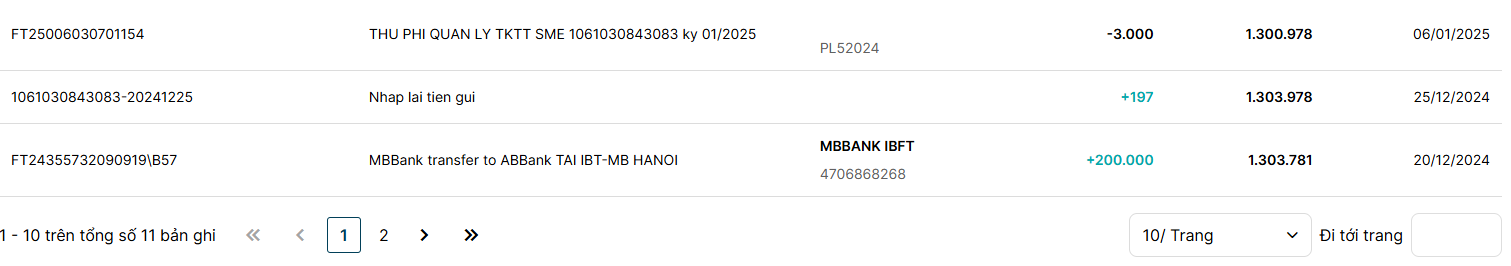 FT25006030701154 THU PHI QUAN LY TKTT SME 1061030843083 ky 01/2025 -3.000 1.300.978 06/01/2025
PL52024
1061030843083-20241225 Nhap lai tien gui +197 1.303.978 25/12/2024
MBBANK IBFT
FT24355732090919\B57 MBBank transfer to ABBank TAI IBT-MB HANOI +200.000 1.303.781 20/12/2024
4706868268
1 - 10 trên tổng số 11 bản ghi « ‹ 1 2 › » 10/ Trang Đi tới trang